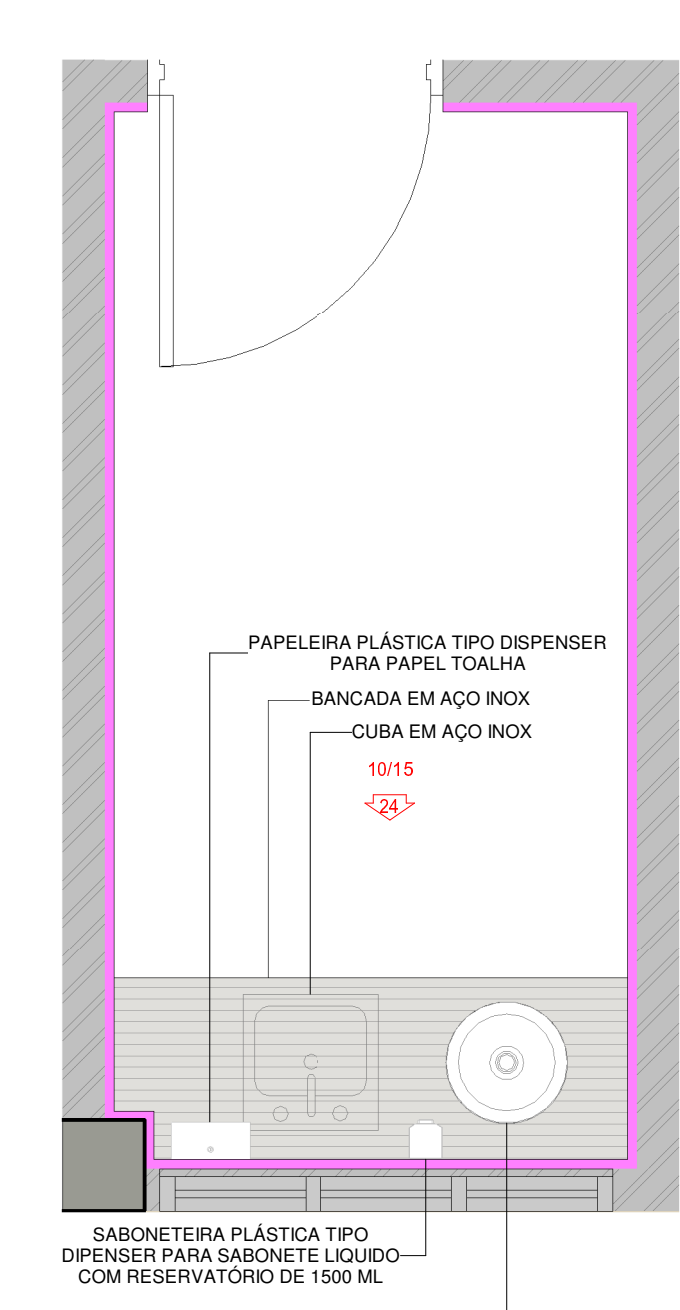 PAPELEIRA PLÁSTICA TIPO DISPENSER
PARA PAPEL TOALHA
BANCADA EM AÇO INOX
CUBA EM AÇO INOX
10/15
24
SABONETEIRA PLÁSTICA TIPO
DIPENSER PARA SABONETE LIQUIDO
COM RESERVATÓRIO DE 1500 ML